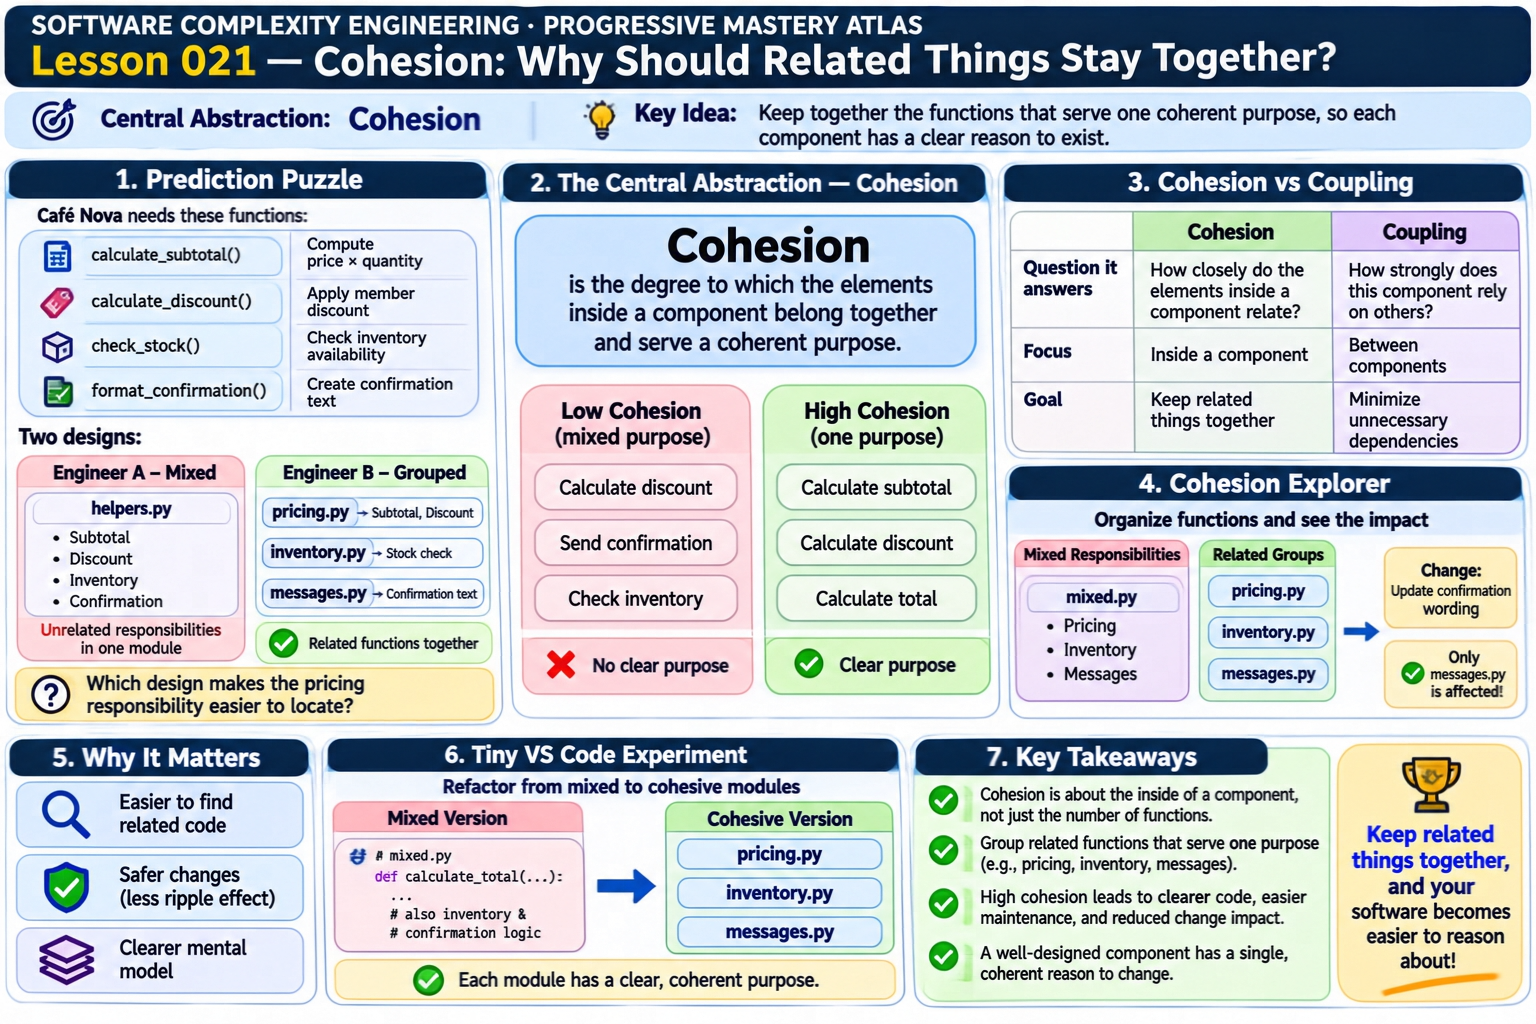 SOFTWARE COMPLEXITY ENGINEERING · PROGRESSIVE MASTERY ATLAS
Lesson 021 — Cohesion: Why Should Related Things Stay Together?
Central Abstraction: Cohesion
Key Idea: Keep together the functions that serve one coherent purpose, so each
component has a clear reason to exist.
1. Prediction Puzzle
Café Nova needs these functions:
calculate_subtotal()
Compute
price × quantity
calculate_discount()
Apply member
discount
check_stock()
Check inventory
availability
format_confirmation()
Create confirmation
text
Two designs:
Engineer A – Mixed
helpers.py
• Subtotal
• Discount
• Inventory
• Confirmation
Unrelated responsibilities
in one module
Engineer B – Grouped
pricing.py → Subtotal, Discount
inventory.py → Stock check
messages.py → Confirmation text
Related functions together
Which design makes the pricing
responsibility easier to locate?
2. The Central Abstraction — Cohesion
Cohesion
is the degree to which the elements
inside a component belong together
and serve a coherent purpose.
Low Cohesion
(mixed purpose)
Calculate discount
Send confirmation
Check inventory
No clear purpose
High Cohesion
(one purpose)
Calculate subtotal
Calculate discount
Calculate total
Clear purpose
3. Cohesion vs Coupling
Cohesion
Coupling
Question it
answers
How closely do the
elements inside a
component relate?
How strongly does
this component rely
on others?
Focus
Inside a component
Between
components
Goal
Keep related
things together
Minimize
unnecessary
dependencies
4. Cohesion Explorer
Organize functions and see the impact
Mixed Responsibilities
mixed.py
• Pricing
• Inventory
• Messages
Related Groups
pricing.py
inventory.py
messages.py
Change:
Update confirmation
wording
Only
messages.py
is affected!
5. Why It Matters
Easier to find
related code
Safer changes
(less ripple effect)
Clearer mental
model
6. Tiny VS Code Experiment
Refactor from mixed to cohesive modules
Mixed Version
# mixed.py
def calculate_total(...):
...
# also inventory &
# confirmation logic
Cohesive Version
pricing.py
inventory.py
messages.py
Each module has a clear, coherent purpose.
7. Key Takeaways
Cohesion is about the inside of a component,
not just the number of functions.
Group related functions that serve one purpose
(e.g., pricing, inventory, messages).
High cohesion leads to clearer code, easier
maintenance, and reduced change impact.
A well-designed component has a single,
coherent reason to change.
Keep related
things together,
and your
software becomes
easier to reason
about!